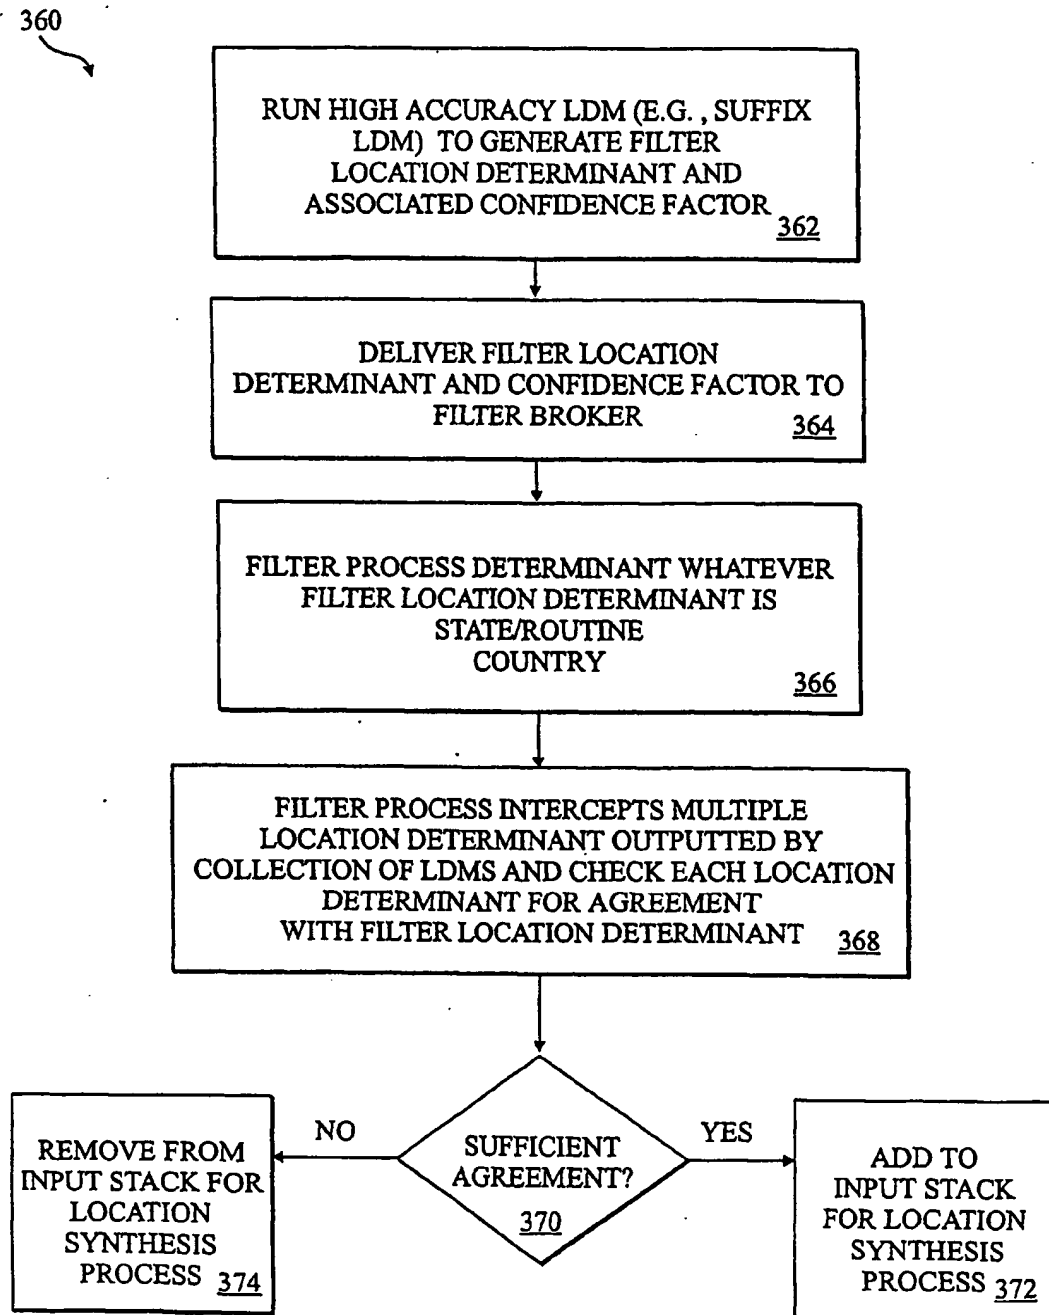 360
RUN HIGH ACCURACY LDM (E.G. , SUFFIX
LDM) TO GENERATE FILTER
LOCATION DETERMINANT AND
ASSOCIATED CONFIDENCE FACTOR
362
DELIVER FILTER LOCATION
DETERMINANT AND CONFIDENCE FACTOR TO
FILTER BROKER
364
FILTER PROCESS DETERMINANT WHATEVER
FILTER LOCATION DETERMINANT IS
STATE/ROUTINE
COUNTRY
366
FILTER PROCESS INTERCEPTS MULTIPLE
LOCATION DETERMINANT OUTPUTTED BY
COLLECTION OF LDMS AND CHECK EACH LOCATION
DETERMINANT FOR AGREEMENT
WITH FILTER LOCATION DETERMINANT
368
SUFFICIENT
AGREEMENT?
370
NO
YES
REMOVE FROM
INPUT STACK FOR
LOCATION
SYNTHESIS
PROCESS 374
ADD TO
INPUT STACK
FOR LOCATION
SYNTHESIS
PROCESS 372